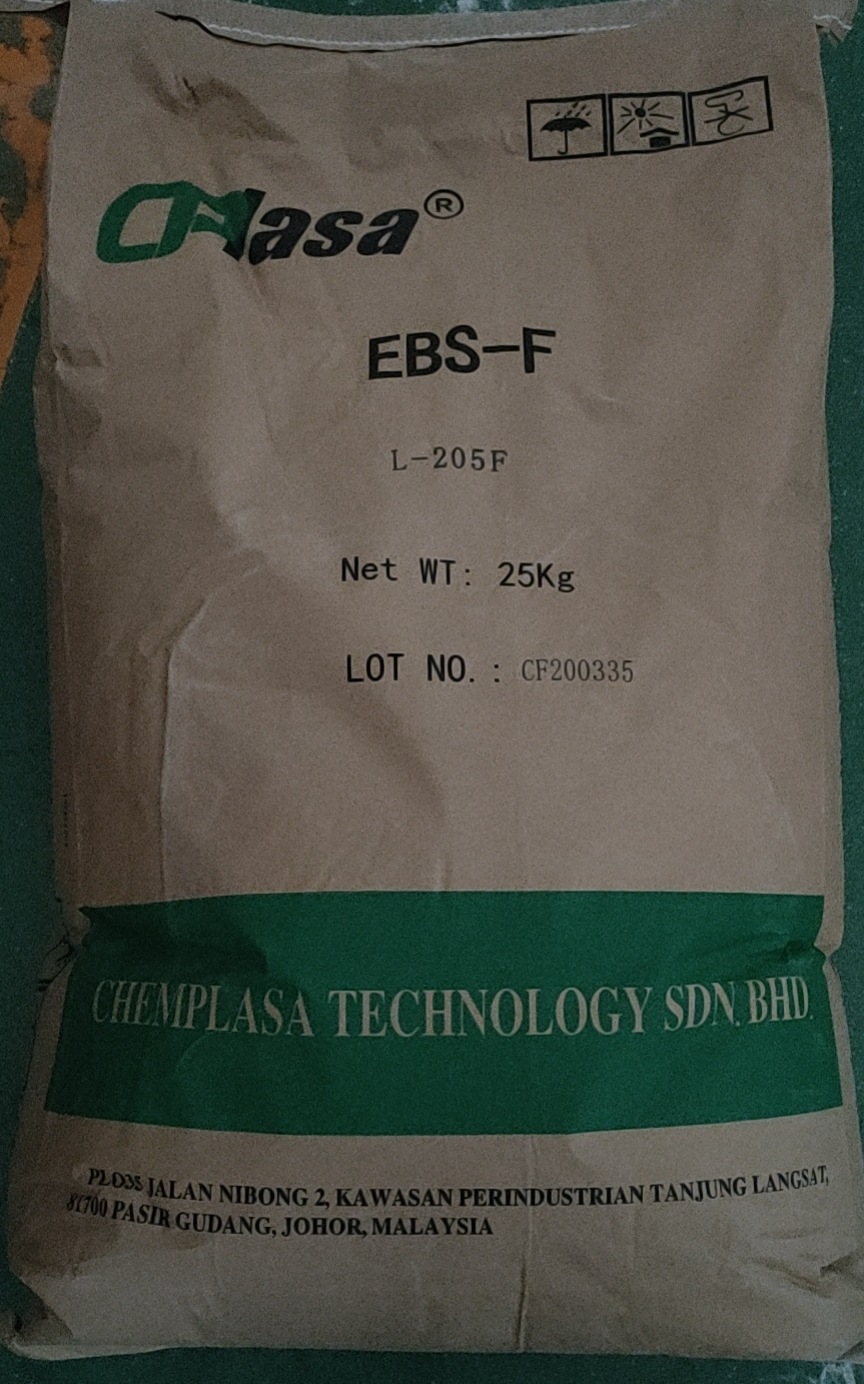 CPlasa®
EBS-F
L-205F
Net WT: 25Kg
LOT NO.: CF200335
CHEMPLASA TECHNOLOGY SDN. BHD.
PLO35 JALAN NIBONG 2, KAWASAN PERINDUSTRIAN TANJUNG LANGSAT,
81700 PASIR GUDANG, JOHOR, MALAYSIA